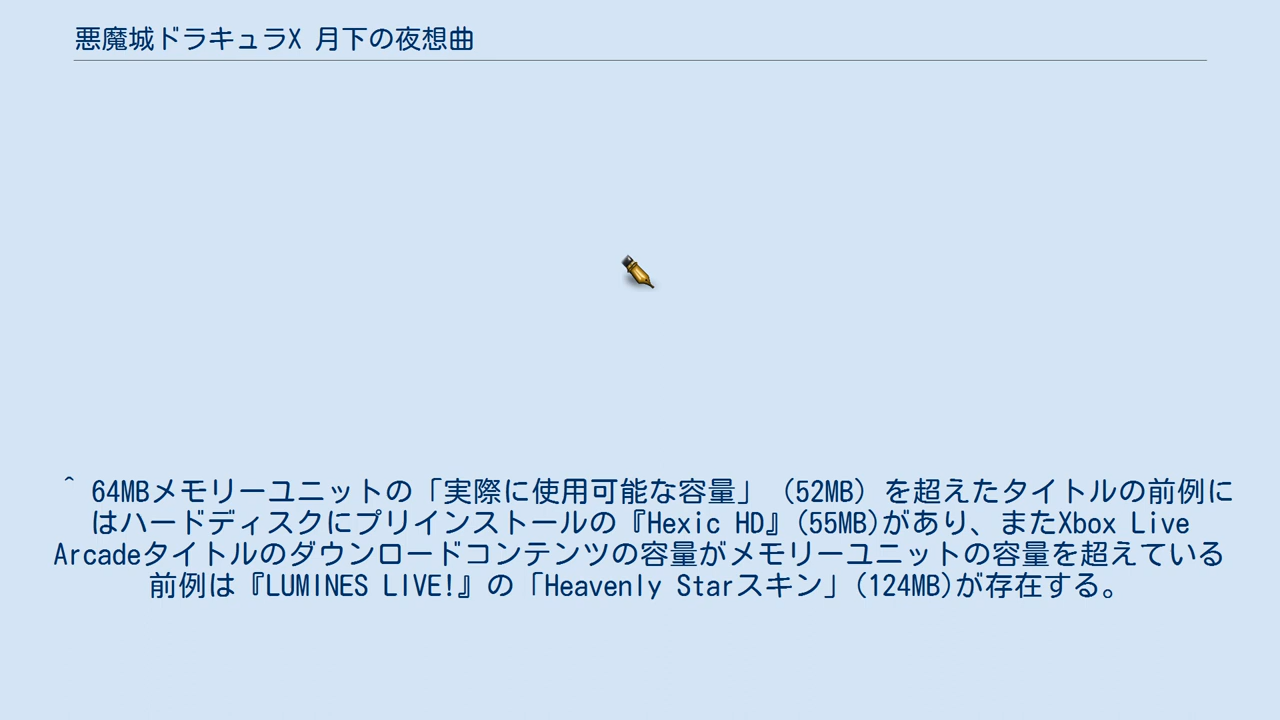 悪魔城ドラキュラX 月下の夜想曲
^ 64MBメモリーユニットの「実際に使用可能な容量」（52MB）を超えたタイトルの前例に
はハードディスクにプリインストールの『Hexic HD』(55MB)があり、またXbox Live
Arcadeタイトルのダウンロードコンテンツの容量がメモリーユニットの容量を超えている
前例は『LUMINES LIVE!』の「Heavenly Starスキン」(124MB)が存在する。